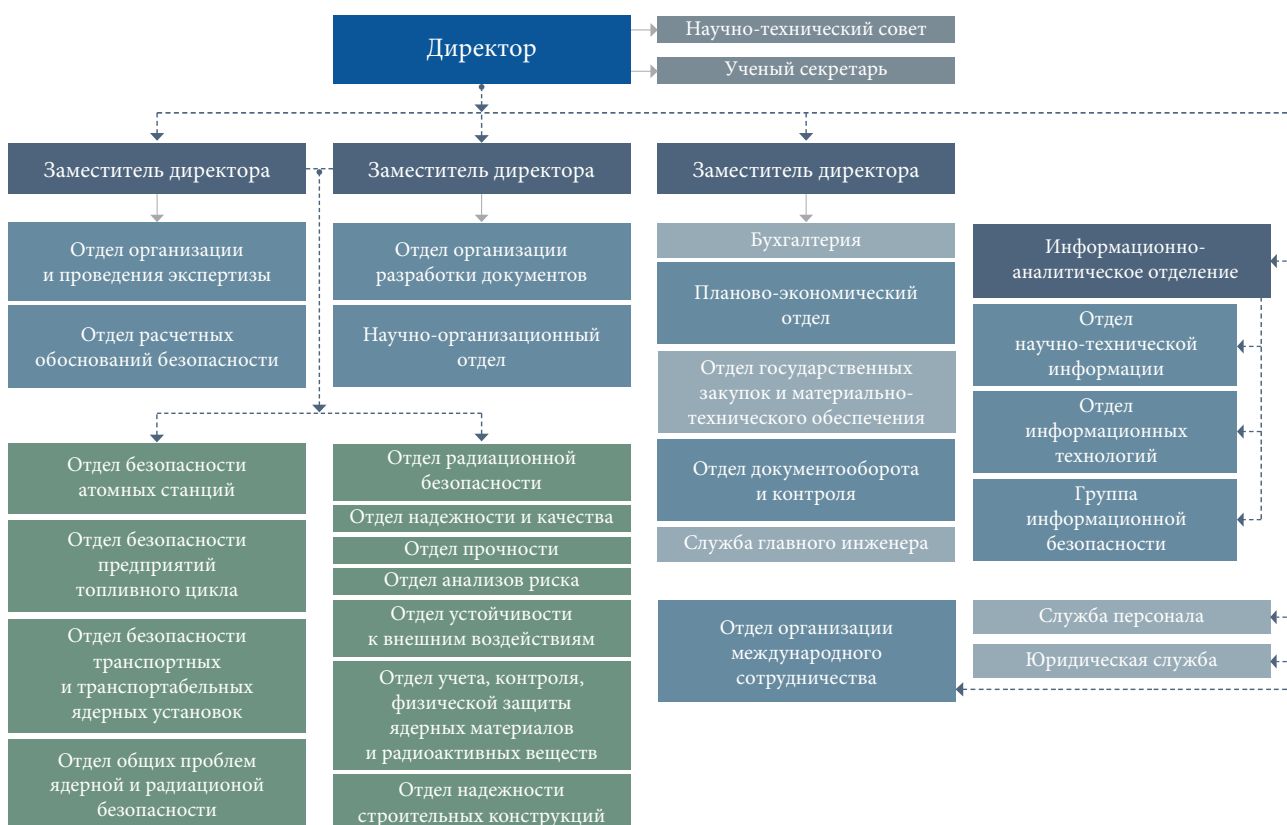 Директор
Научно-технический совет
Ученый секретарь
Заместитель директора
Заместитель директора
Заместитель директора
Отдел организации
и проведения экспертизы
Отдел расчетных
обоснований безопасности
Отдел организации
разработки документов
Научно-организационный
отдел
Бухгалтерия
Планово-экономический
отдел
Отдел государственных
закупок и материально-
технического обеспечения
Отдел документооборота
и контроля
Служба главного инженера
Информационно-
аналитическое отделение
Отдел
научно-технической
информации
Отдел
информационных
технологий
Группа
информационной
безопасности
Отдел безопасности
атомных станций
Отдел безопасности
предприятий
топливного цикла
Отдел безопасности
транспортных
и транспортабельных
ядерных установок
Отдел общих проблем
ядерной и радиационой
безопасности
Отдел радиационной
безопасности
Отдел надежности и качества
Отдел прочности
Отдел анализов риска
Отдел устойчивости
к внешним воздействиям
Отдел учета, контроля,
физической защиты
ядерных материалов
и радиоактивных веществ
Отдел надежности
строительных конструкций
Отдел организации
международного
сотрудничества
Служба персонала
Юридическая служба